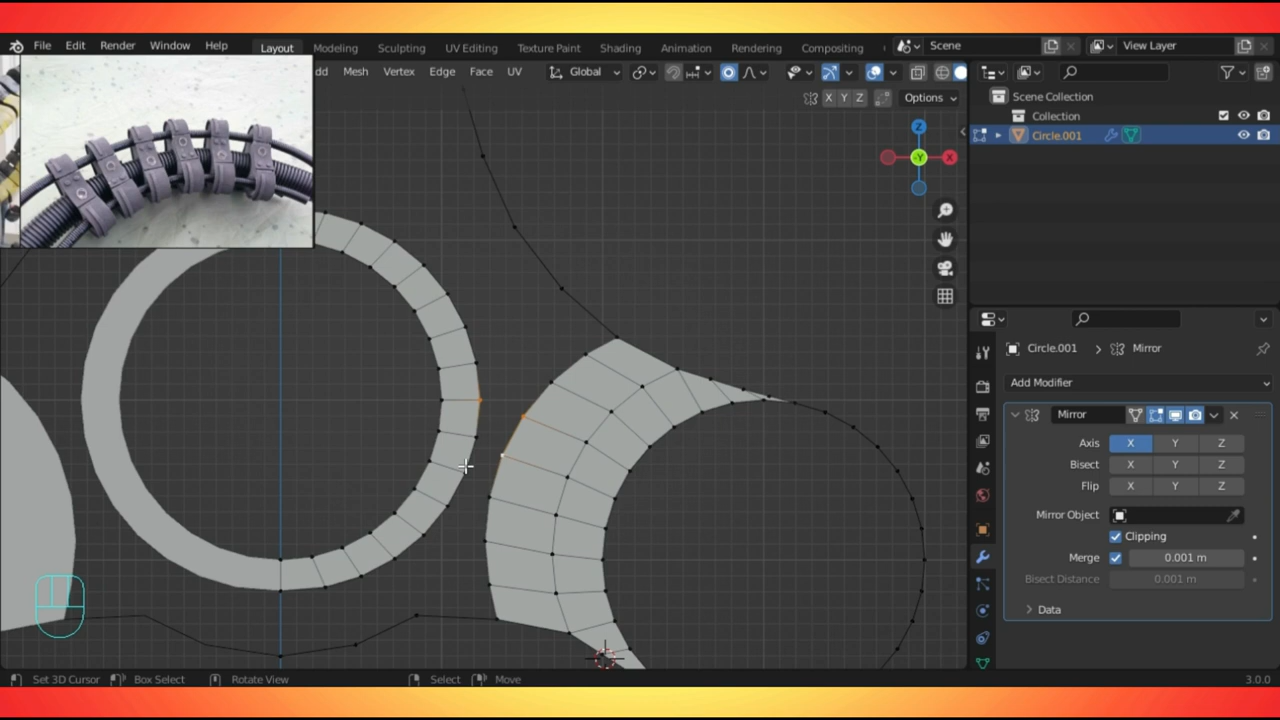 File Edit Render Window Help Layout Modeling Sculpting UV Editing Texture Paint Shading Animation Rendering Compositing Scene View Layer
dd Mesh Vertex Edge Face UV Global
X Y Z Options
Scene Collection
Collection
Circle.001
Z
-Y X
Circle.001 Mirror
Add Modifier
Mirror
Axis X Y Z
Bisect X Y Z
Flip X Y Z
Mirror Object
Clipping
Merge 0.001 m
Bisect Distance 0.001 m
Data
Set 3D Cursor Box Select Rotate View Select Move 3.0.0